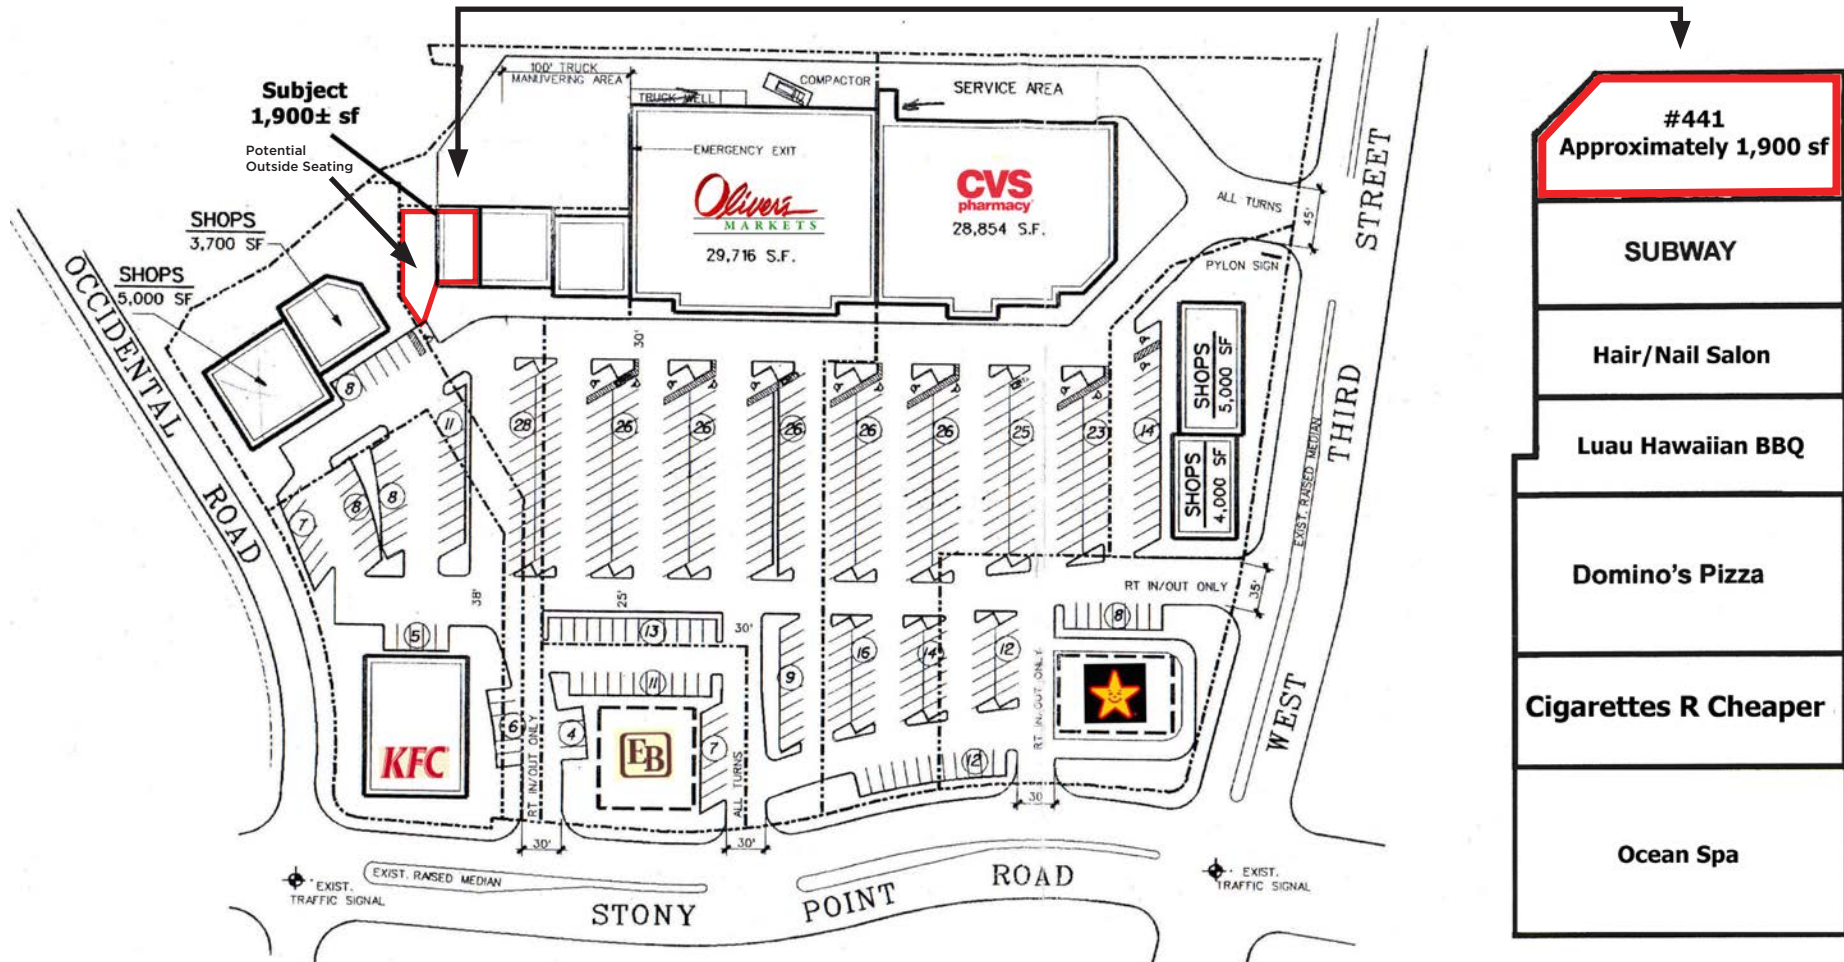 Subject
1,900± sf
Potential
Outside Seating
100' TRUCK
MANUVERING AREA
TRUCK WELL
COMPACTOR
SERVICE AREA
EMERGENCY EXIT
Oliver's
MARKETS
29,716 S.F.
CVS
pharmacy
28,854 S.F.
ALL TURNS
45'
PYLON SIGN
SHOPS
3,700 SF
SHOPS
5,000 SF
OCCIDENTAL ROAD
30'
8
11
28
26
26
26
26
26
25
23
14
SHOPS
5,000 SF
SHOPS
4,000 SF
EXIST. RAISED MEDIAN
WEST THIRD STREET
7
8
8
38'
25'
RT IN/OUT ONLY
35'
5
13
30'
9
16
14
12
8
11
6
4
7
12
KFC
EB
RT IN/OUT ONLY
ALL TURNS
RT IN/OUT ONLY
30'
30'
30
EXIST.
TRAFFIC SIGNAL
EXIST. RAISED MEDIAN
STONY POINT ROAD
EXIST.
TRAFFIC SIGNAL
#441
Approximately 1,900 sf
SUBWAY
Hair/Nail Salon
Luau Hawaiian BBQ
Domino's Pizza
Cigarettes R Cheaper
Ocean Spa